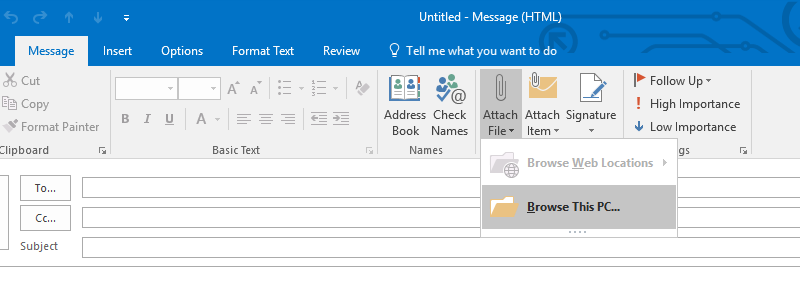 Untitled - Message (HTML)
Message Insert Options Format Text Review Tell me what you want to do
Cut
Copy
Format Painter
Clipboard
B I U A
Basic Text
Address Book
Check Names
Names
Attach File
Attach Item
Signature
Follow Up
High Importance
Low Importance
gs
Browse Web Locations
Browse This PC...
To...
Cc...
Subject